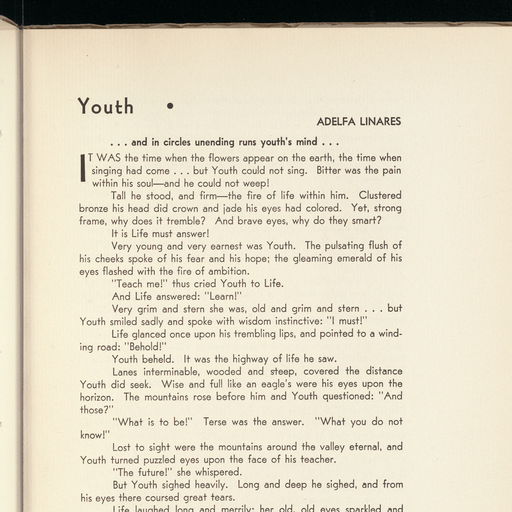 Youth •
ADELFA LINARES
. . . and in circles unending runs youth's mind . . .
IT WAS the time when the flowers appear on the earth, the time when
singing had come . . . but Youth could not sing. Bitter was the pain
within his soul—and he could not weep!
Tall he stood, and firm—the fire of life within him. Clustered
bronze his head did crown and jade his eyes had colored. Yet, strong
frame, why does it tremble? And brave eyes, why do they smart?
It is Life must answer!
Very young and very earnest was Youth. The pulsating flush of
his cheeks spoke of his fear and his hope; the gleaming emerald of his
eyes flashed with the fire of ambition.
"Teach me!" thus cried Youth to Life.
And Life answered: "Learn!"
Very grim and stern she was, old and grim and stern . . . but
Youth smiled sadly and spoke with wisdom instinctive: "I must!"
Life glanced once upon his trembling lips, and pointed to a wind-
ing road: "Behold!"
Youth beheld. It was the highway of life he saw.
Lanes interminable, wooded and steep, covered the distance
Youth did seek. Wise and full like an eagle's were his eyes upon the
horizon. The mountains rose before him and Youth questioned: "And
those?"
"What is to be!" Terse was the answer. "What you do not
know!"
Lost to sight were the mountains around the valley eternal, and
Youth turned puzzled eyes upon the face of his teacher.
"The future!" she whispered.
But Youth sighed heavily. Long and deep he sighed, and from
his eyes there coursed great tears.
Life laughed long and merrily; her old, old eyes sparkled and